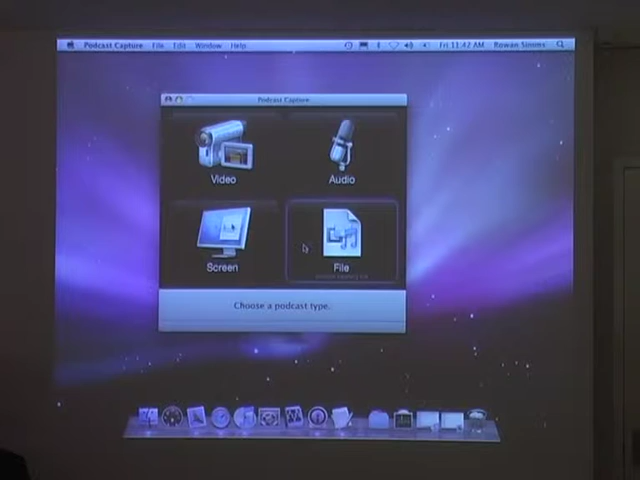 Podcast Capture File Edit Window Help Fri 11:42 AM Rowan Simms
Podcast Capture
Video Audio
Screen File
Choose a podcast type.